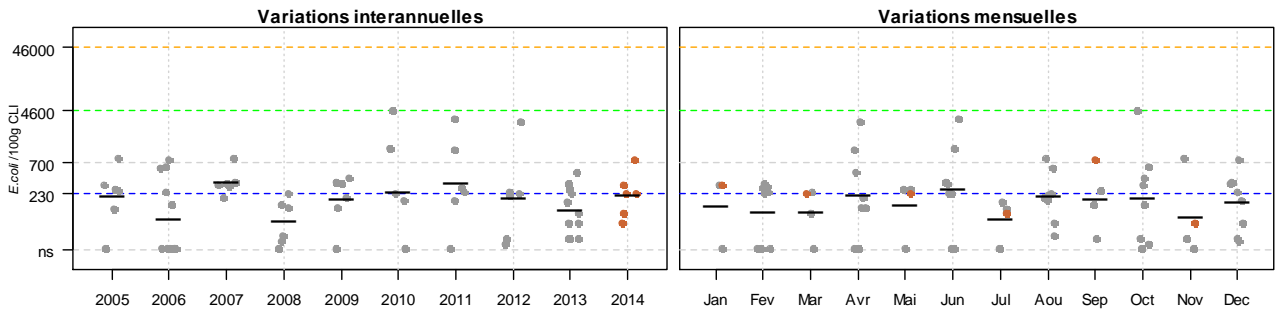 Variations interannuelles
Variations mensuelles
E.coli /100g CLI
46000
4600
700
230
ns
2005 2006 2007 2008 2009 2010 2011 2012 2013 2014
Jan Fev Mar Avr Mai Jun Jul Aou Sep Oct Nov Dec